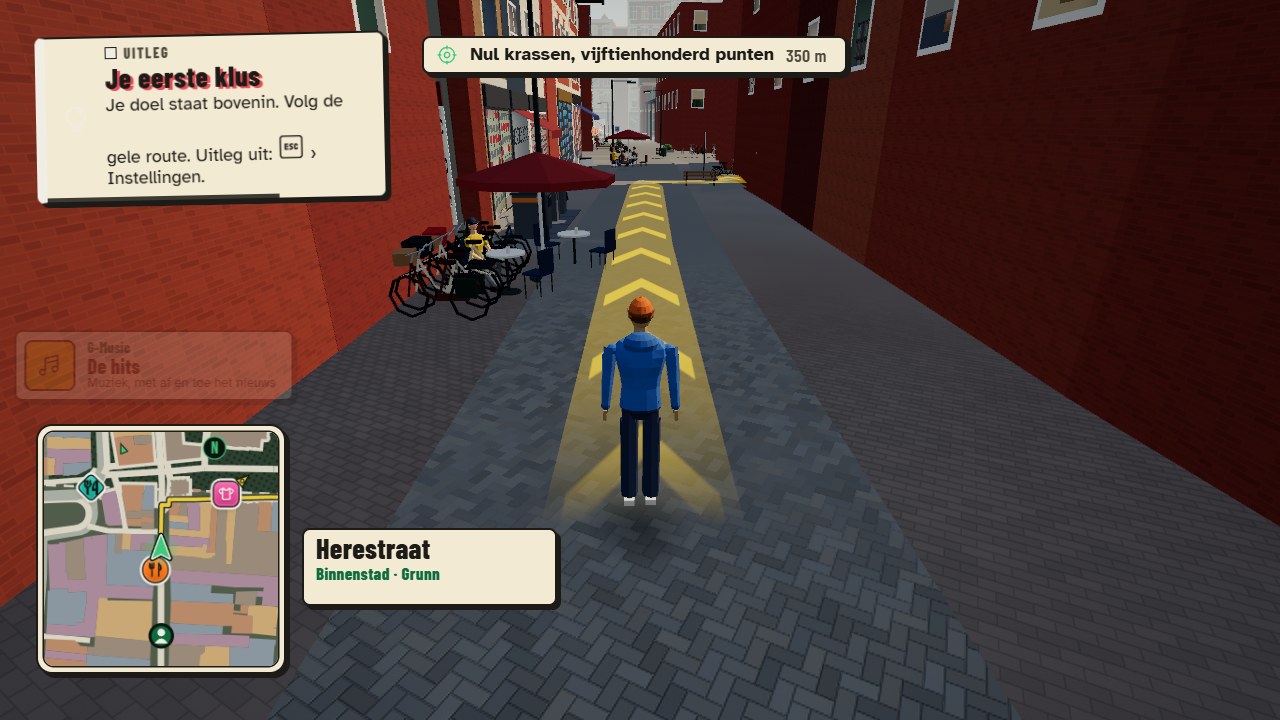 UITLEG
Je eerste klus
Je doel staat bovenin. Volg de
gele route. Uitleg uit: ESC ›
Instellingen.
Nul krassen, vijftienhonderd punten 350 m
G-Music
De hits
Muziek, met af en toe het nieuws
N
Herestraat
Binnenstad · Grunn